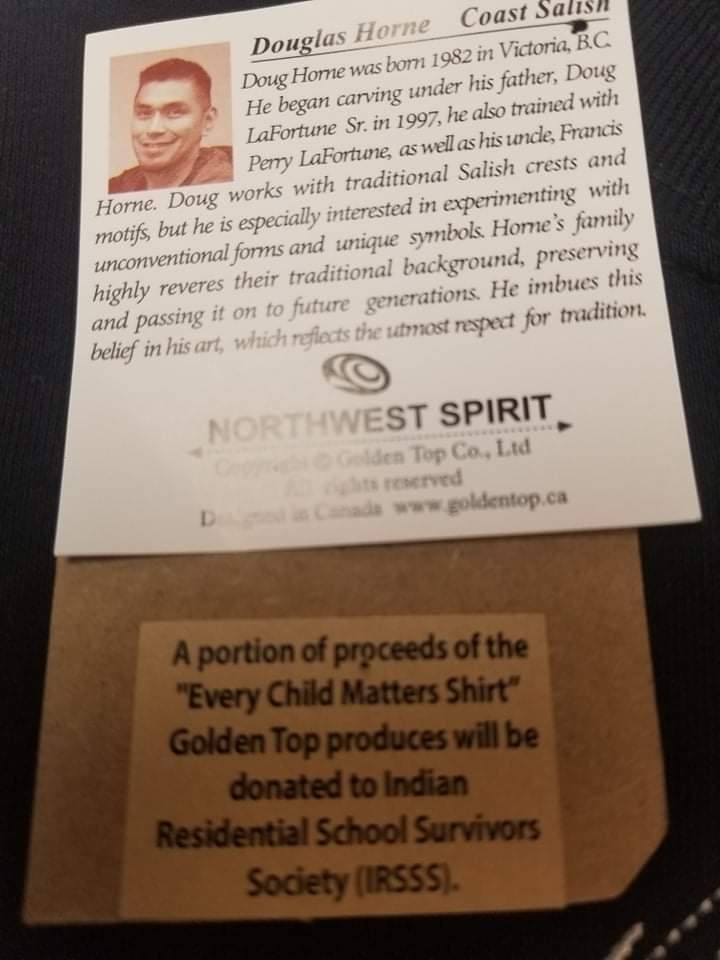 Douglas Horne Coast Salish
Doug Horne was born 1982 in Victoria, B.C.
He began carving under his father, Doug
LaFortune Sr. in 1997, he also trained with
Perry LaFortune, as well as his uncle, Francis
Horne. Doug works with traditional Salish crests and
motifs, but he is especially interested in experimenting with
unconventional forms and unique symbols. Horne's family
highly reveres their traditional background, preserving
and passing it on to future generations. He imbues this
belief in his art, which reflects the utmost respect for tradition.
NORTHWEST SPIRIT
Copyright © Golden Top Co., Ltd
All rights reserved
Designed in Canada www.goldentop.ca
A portion of proceeds of the
"Every Child Matters Shirt"
Golden Top produces will be
donated to Indian
Residential School Survivors
Society (IRSSS).